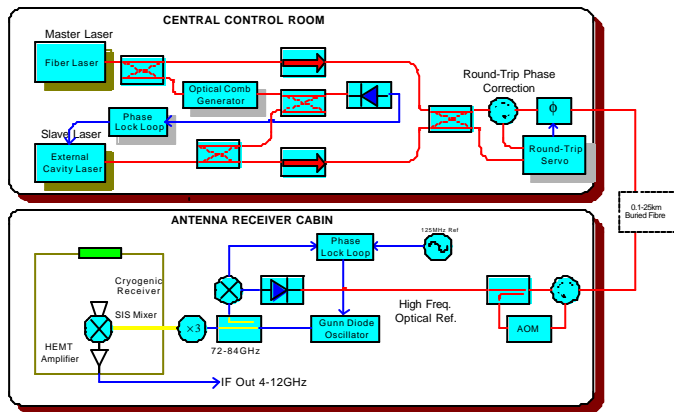 CENTRAL CONTROL ROOM
Master Laser
Fiber Laser
Optical Comb
Generator
Phase
Lock Loop
Slave Laser
External
Cavity Laser
Round-Trip Phase
Correction
ϕ
Round-Trip
Servo
0.1-25km
Buried Fibre
ANTENNA RECEIVER CABIN
Phase
Lock Loop
125MHz Ref
Cryogenic
Receiver
SIS Mixer
×3
72-84GHz
Gunn Diode
Oscillator
High Freq.
Optical Ref.
AOM
HEMT
Amplifier
IF Out 4-12GHz